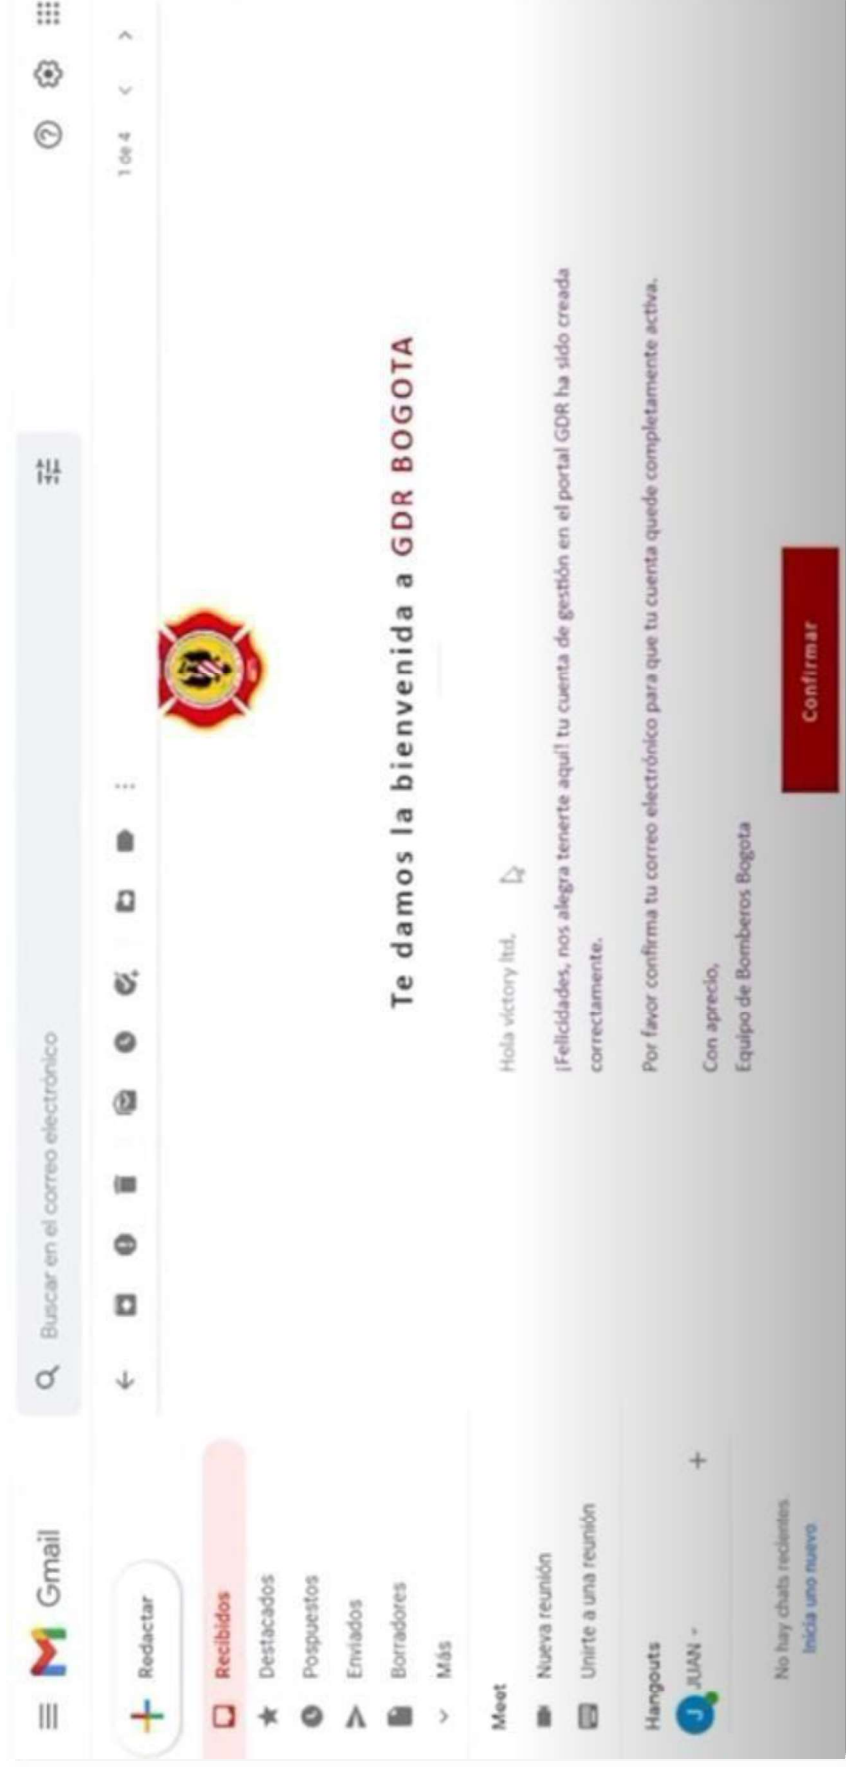 Gmail
Buscar en el correo electrónico
Redactar
1 de 4
Recibidos
Destacados
Pospuestos
Enviados
Borradores
Más
Meet
Nueva reunión
Unirte a una reunión
Hangouts
J
JUAN
No hay chats recientes
Inicia uno nuevo
Te damos la bienvenida a GDR BOGOTA
Hola victory ltd,
¡Felicidades, nos alegra tenerte aquí! tu cuenta de gestión en el portal GDR ha sido creada
correctamente.
Por favor confirma tu correo electrónico para que tu cuenta quede completamente activa.
Con aprecio,
Equipo de Bomberos Bogota
Confirmar